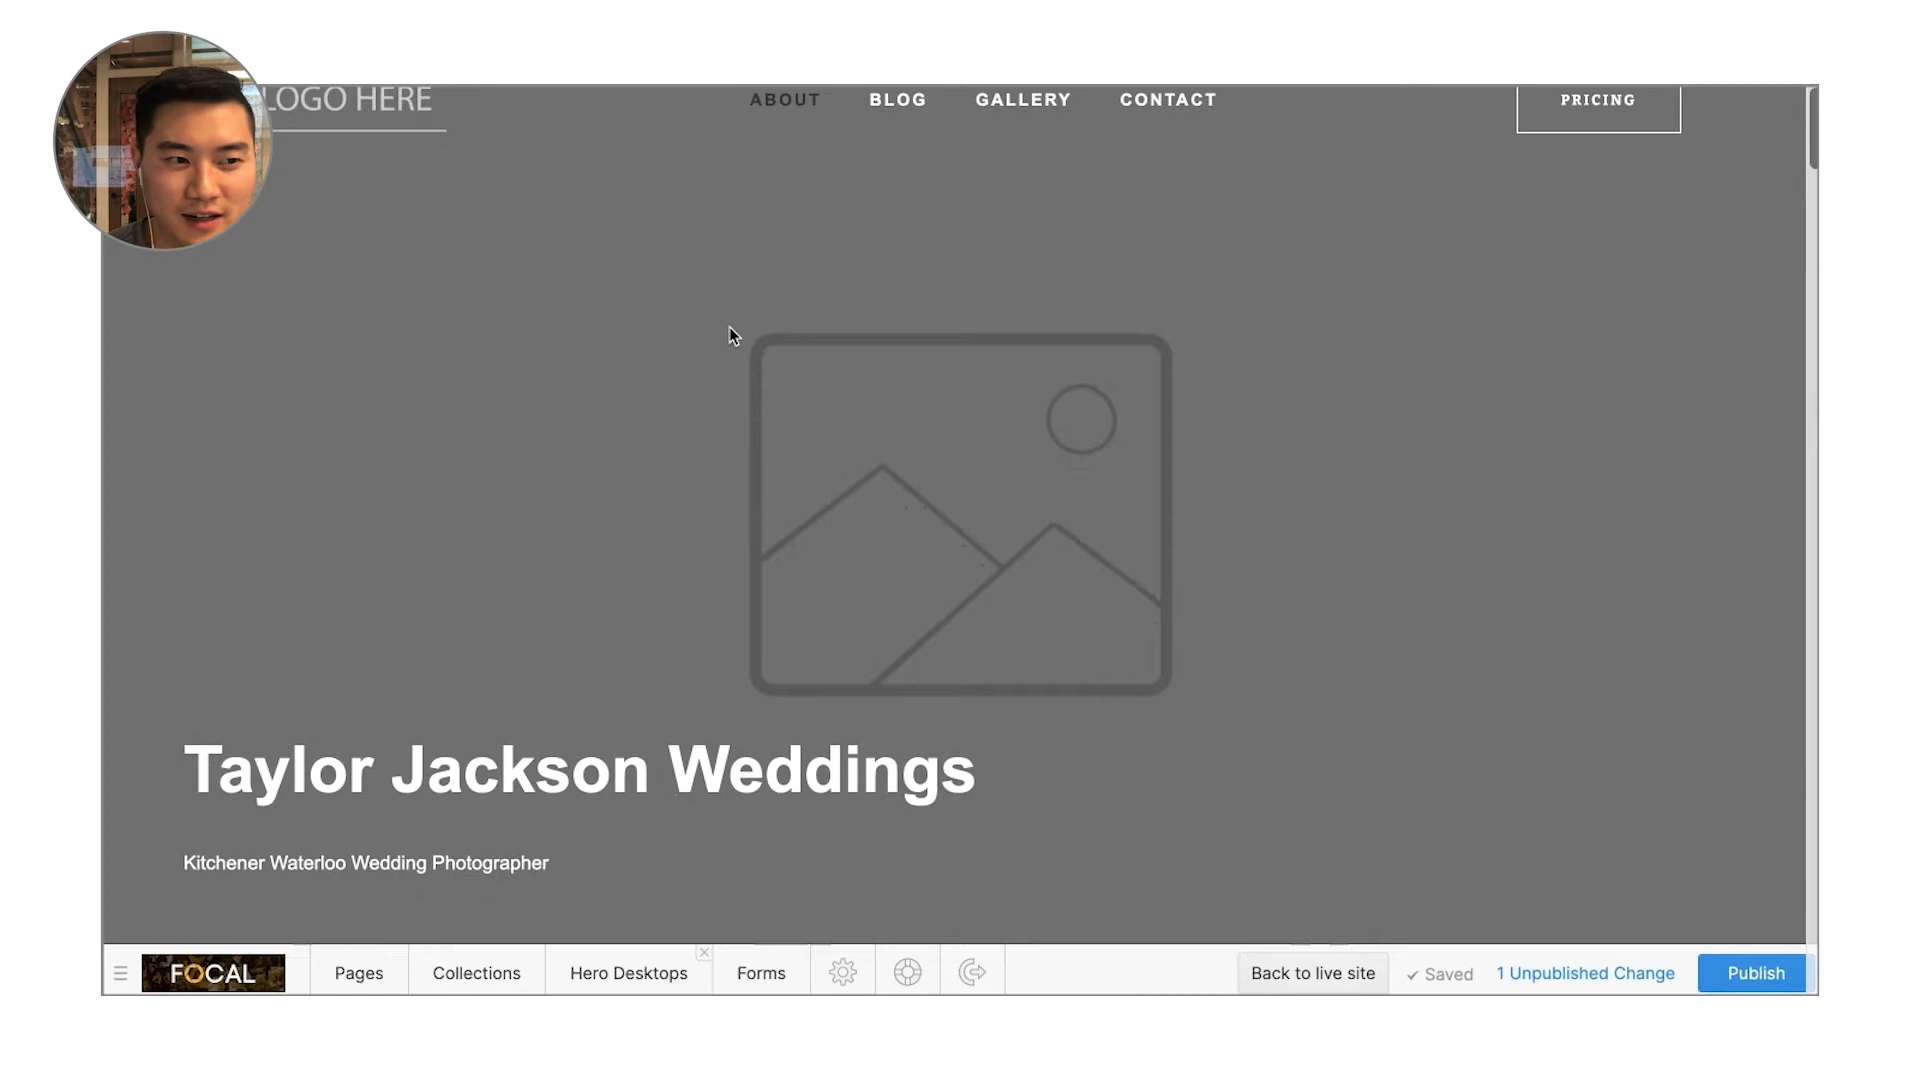 LOGO HERE
ABOUT BLOG GALLERY CONTACT
PRICING
Taylor Jackson Weddings
Kitchener Waterloo Wedding Photographer
FOCAL Pages Collections Hero Desktops Forms Back to live site Saved 1 Unpublished Change Publish